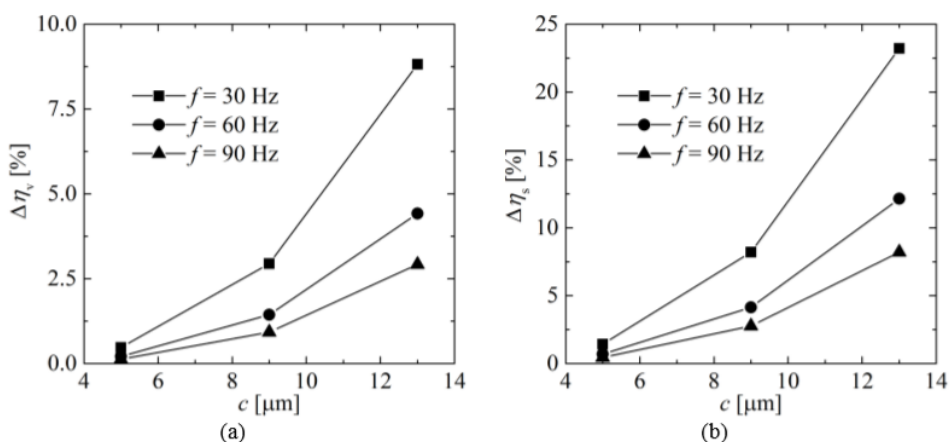 10.0
7.5
5.0
2.5
0.0
Δη_v [%]
f = 30 Hz
f = 60 Hz
f = 90 Hz
4 6 8 10 12 14
c [μm]
(a)
25
20
15
10
5
0
Δη_s [%]
f = 30 Hz
f = 60 Hz
f = 90 Hz
4 6 8 10 12 14
c [μm]
(b)